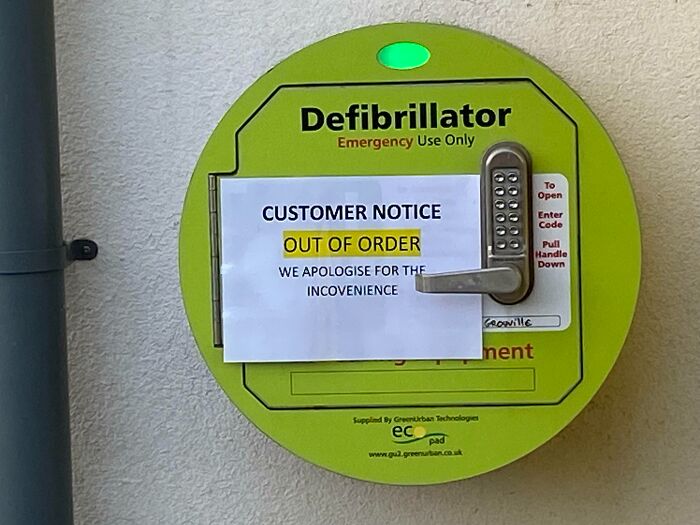 Defibrillator
Emergency Use Only
CUSTOMER NOTICE
OUT OF ORDER
WE APOLOGISE FOR THE
INCOVENIENCE
To
Open
Enter
Code
Pull
Handle
Down
Grouville
Supplied By GreenUrban Technologies
eco
pad
www.gu2.greenurban.co.uk